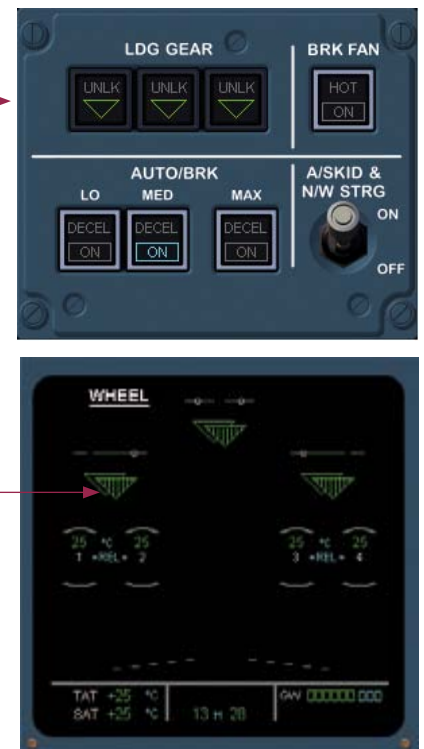 LDG GEAR
BRK FAN
UNLK UNLK UNLK
HOT
ON
AUTO/BRK
LO MED MAX
A/SKID &
N/W STRG
ON
OFF
DECEL DECEL DECEL
ON ON ON
WHEEL
25 °C 25 25 °C 25
1 REL 2 3 REL 4
TAT +25 °C
SAT +25 °C 13 H 28
GW